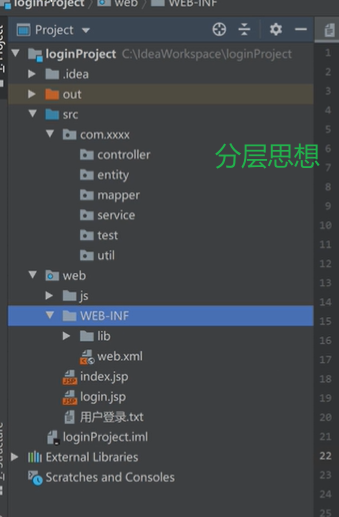 loginProject
web
WEB-INF
Project
loginProject C:\IdeaWorkspace\loginProject
.idea
out
src
com.xxxx
controller
entity
mapper
service
test
util
web
js
WEB-INF
lib
web.xml
index.jsp
login.jsp
用户登录.txt
loginProject.iml
External Libraries
Scratches and Consoles
分层思想
1
2
3
4
5
6
7
8
9
10
11
12
13
14
15
16
17
18
19
20
21
22
23
24
25
Project
Structure